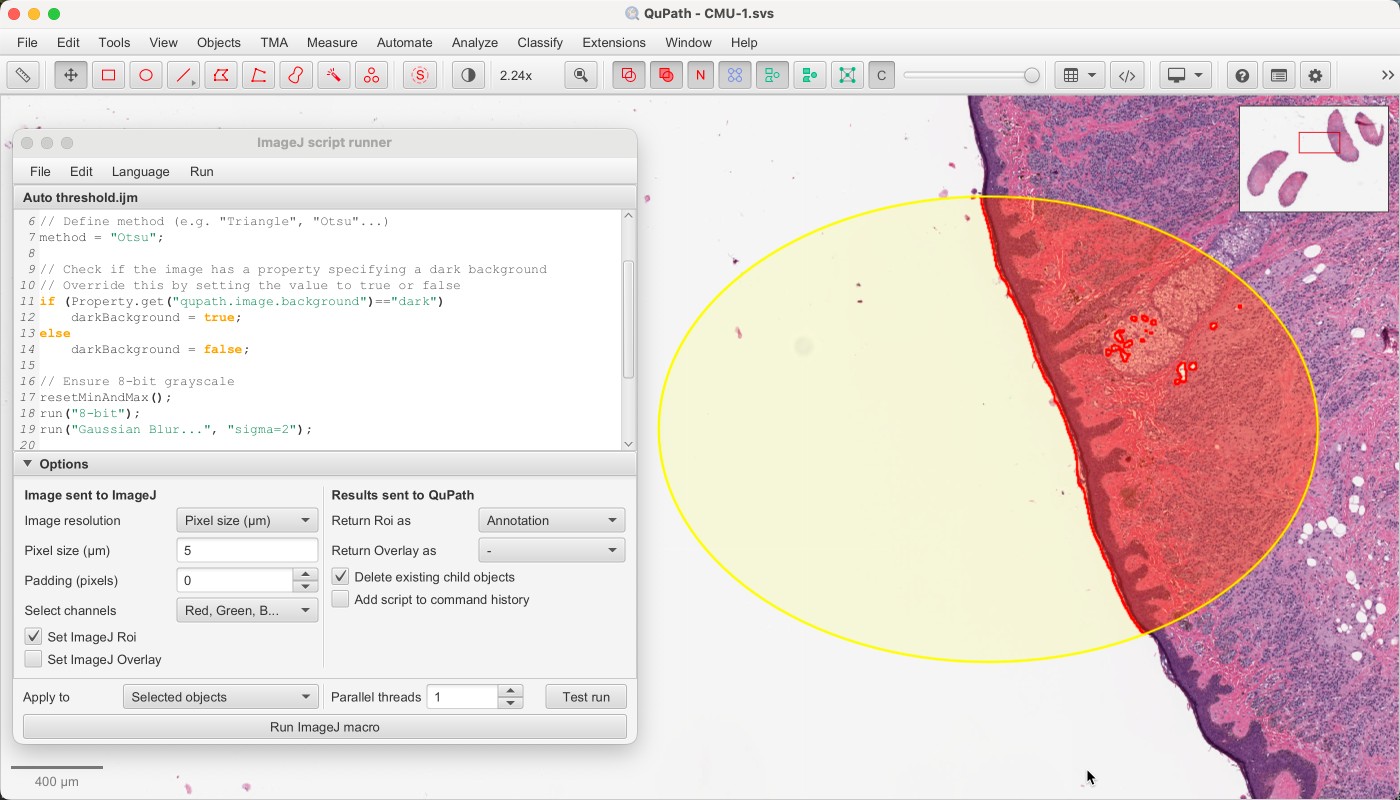 QuPath - CMU-1.svs
File Edit Tools View Objects TMA Measure Automate Analyze Classify Extensions Window Help
S 2.24x N C </> ? »
ImageJ script runner
File Edit Language Run
Auto threshold.ijm
6 // Define method (e.g. "Triangle", "Otsu"...)
7 method = "Otsu";
8
9 // Check if the image has a property specifying a dark background
10 // Override this by setting the value to true or false
11 if (Property.get("qupath.image.background")=="dark")
12 darkBackground = true;
13 else
14 darkBackground = false;
15
16 // Ensure 8-bit grayscale
17 resetMinAndMax();
18 run("8-bit");
19 run("Gaussian Blur...", "sigma=2");
20
Options
Image sent to ImageJ
Image resolution Pixel size (µm)
Pixel size (µm) 5
Padding (pixels) 0
Select channels Red, Green, B...
Set ImageJ Roi
Set ImageJ Overlay
Results sent to QuPath
Return Roi as Annotation
Return Overlay as -
Delete existing child objects
Add script to command history
Apply to Selected objects Parallel threads 1 Test run
Run ImageJ macro
400 µm